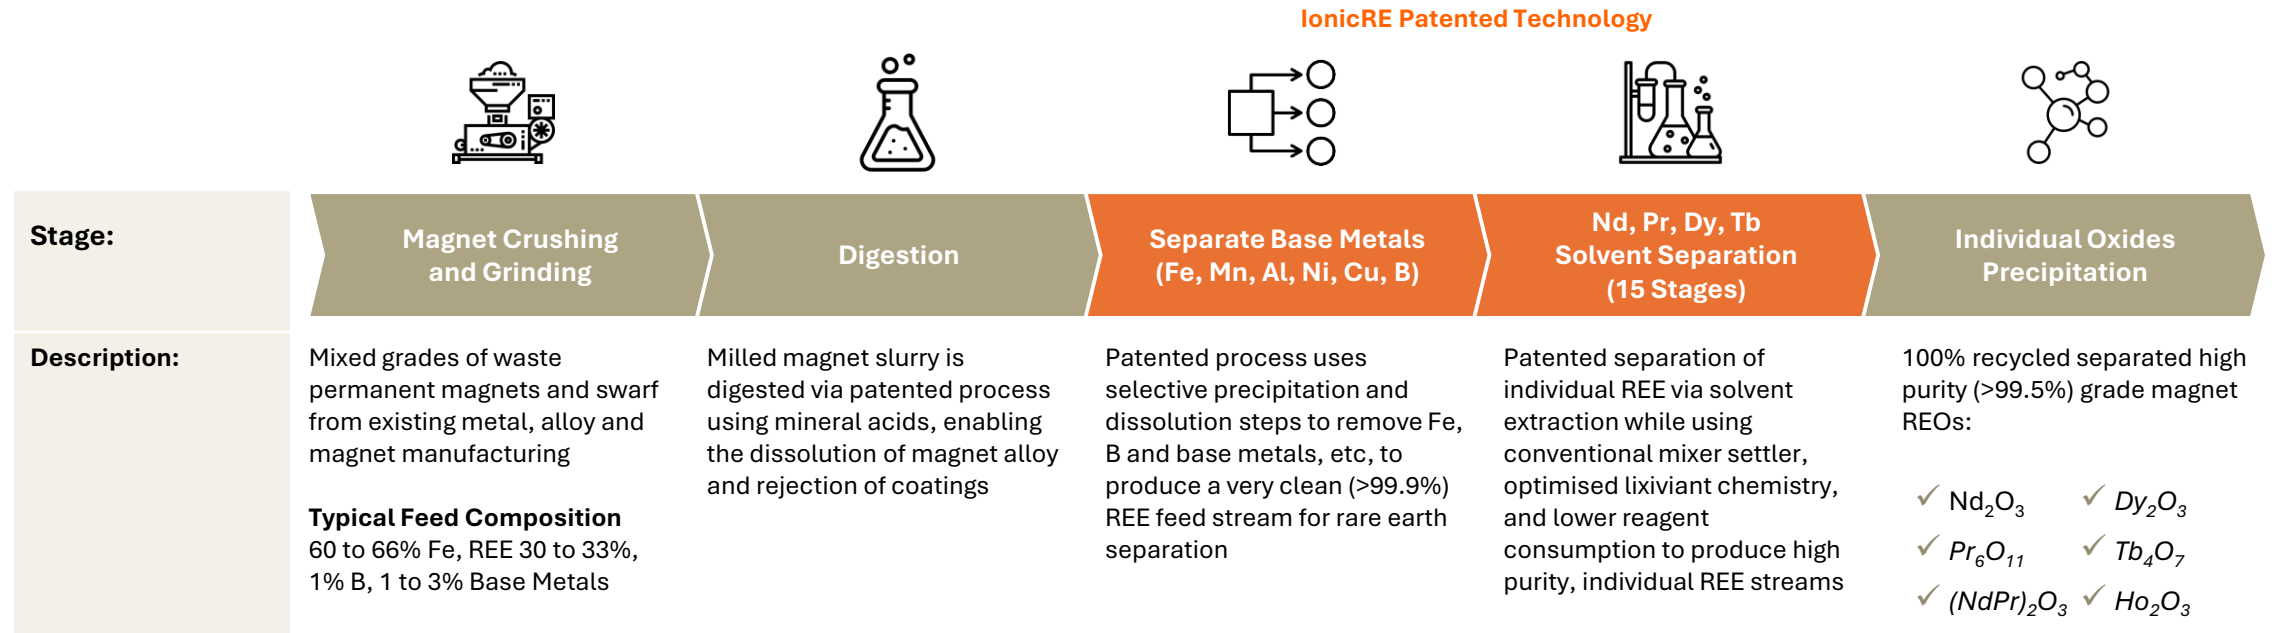 IonicRE Patented Technology
Stage:
Magnet Crushing
and Grinding
Digestion
Separate Base Metals
(Fe, Mn, Al, Ni, Cu, B)
Nd, Pr, Dy, Tb
Solvent Separation
(15 Stages)
Individual Oxides
Precipitation
Description:
Mixed grades of waste
permanent magnets and swarf
from existing metal, alloy and
magnet manufacturing
Typical Feed Composition
60 to 66% Fe, REE 30 to 33%,
1% B, 1 to 3% Base Metals
Milled magnet slurry is
digested via patented process
using mineral acids, enabling
the dissolution of magnet alloy
and rejection of coatings
Patented process uses
selective precipitation and
dissolution steps to remove Fe,
B and base metals, etc, to
produce a very clean (>99.9%)
REE feed stream for rare earth
separation
Patented separation of
individual REE via solvent
extraction while using
conventional mixer settler,
optimised lixiviant chemistry,
and lower reagent
consumption to produce high
purity, individual REE streams
100% recycled separated high
purity (>99.5%) grade magnet
REOs:
✓ Nd₂O₃ ✓ Dy₂O₃
✓ Pr₆O₁₁ ✓ Tb₄O₇
✓ (NdPr)₂O₃ ✓ Ho₂O₃